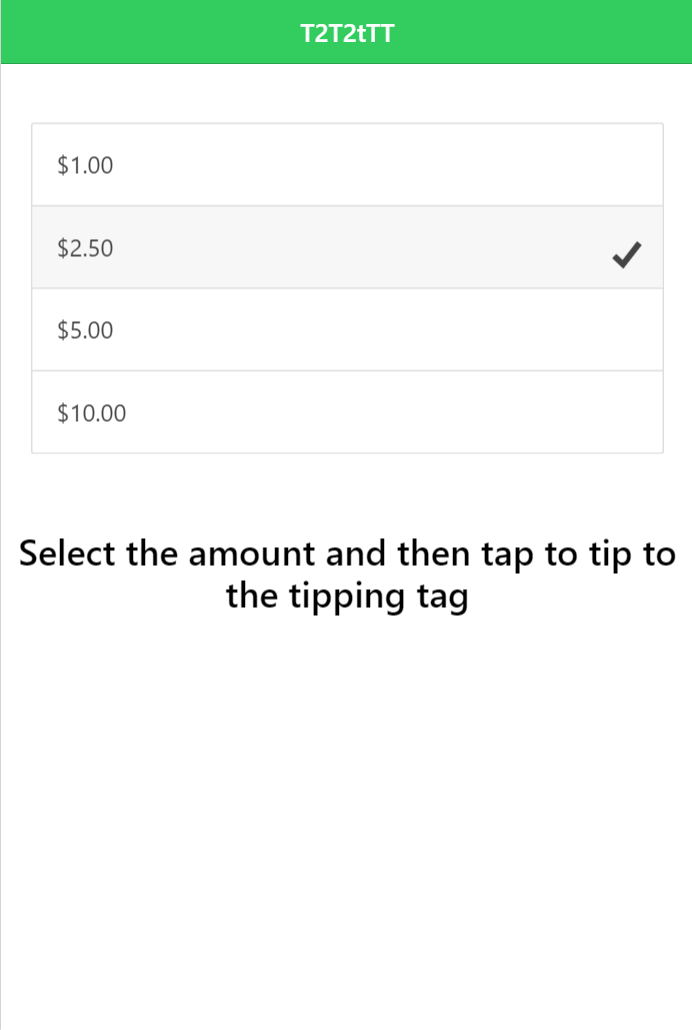 T2T2tTT
$1.00
$2.50
$5.00
$10.00
Select the amount and then tap to tip to
the tipping tag